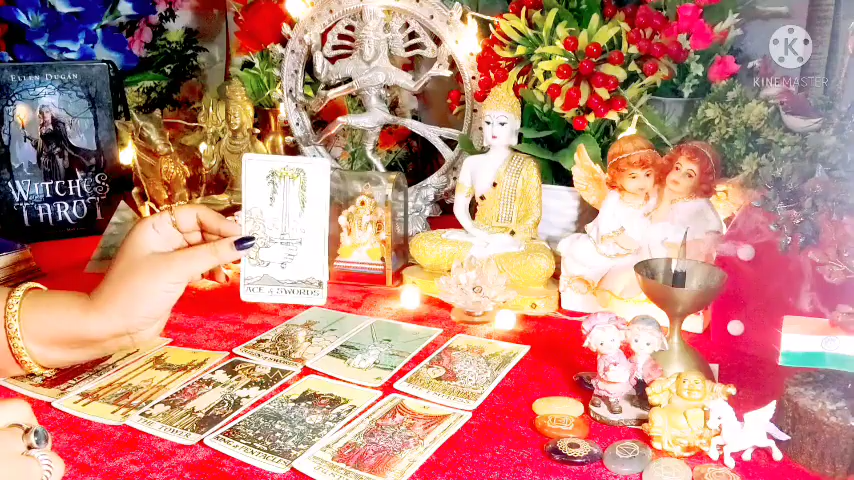 ELLEN DUGAN
WITCHES
TAROT
K
KINEMASTER
ACE of SWORDS.
THE TOWER.
KING of PENTACLES